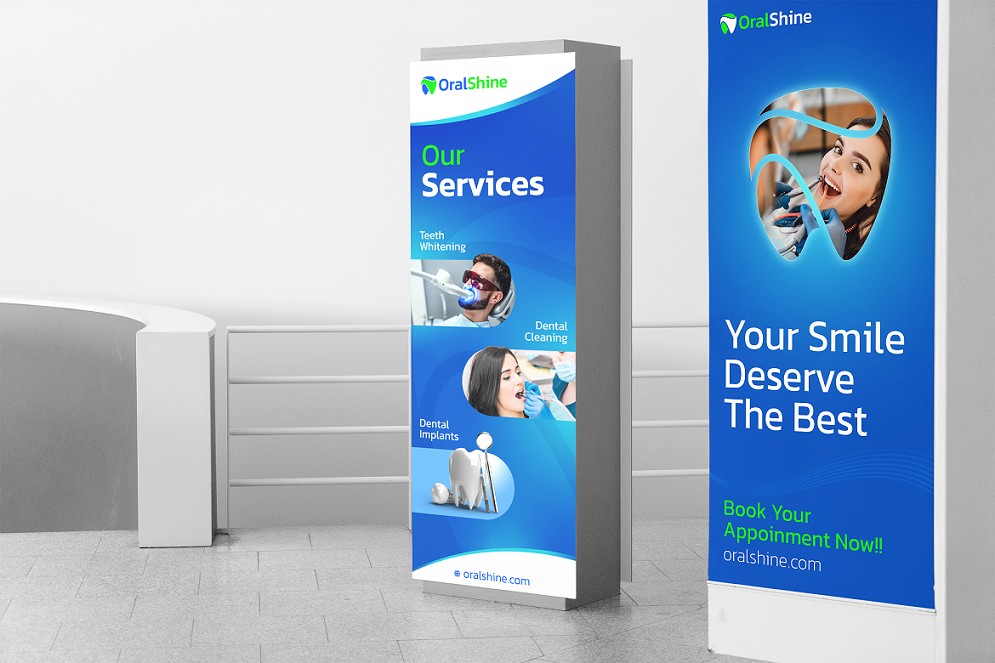 OralShine
Our
Services
Teeth
Whitening
Dental
Cleaning
Dental
Implants
oralshine.com
OralShine
Your Smile
Deserve
The Best
Book Your
Appoinment Now!!
oralshine.com